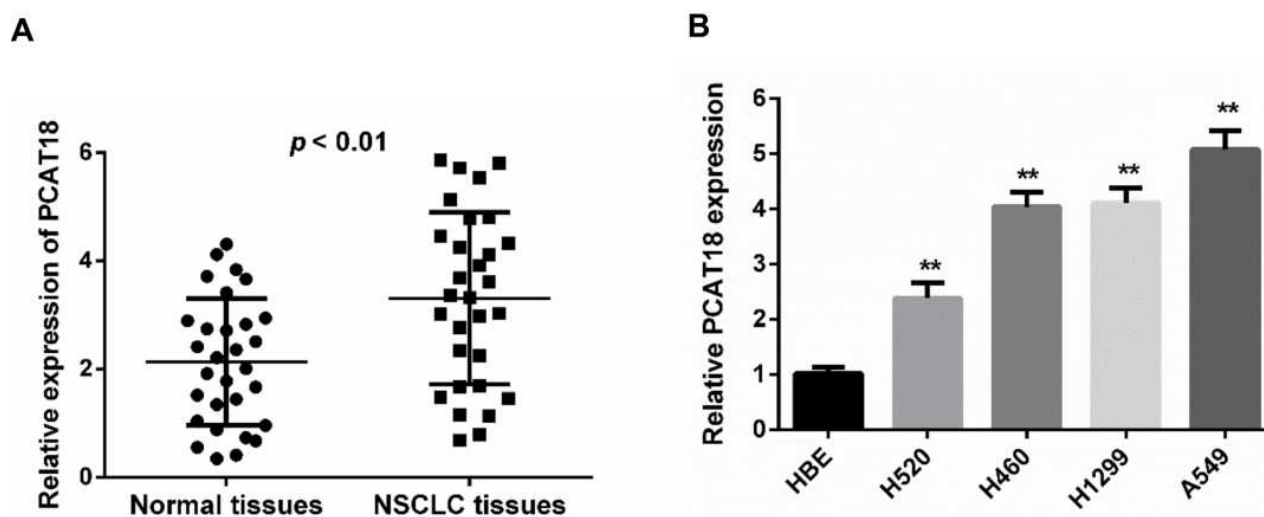 A
Relative expression of PCAT18
p < 0.01
6
4
2
0
Normal tissues
NSCLC tissues
B
Relative PCAT18 expression
6
5
4
3
2
1
0
**
**
**
**
HBE
H520
H460
H1299
A549